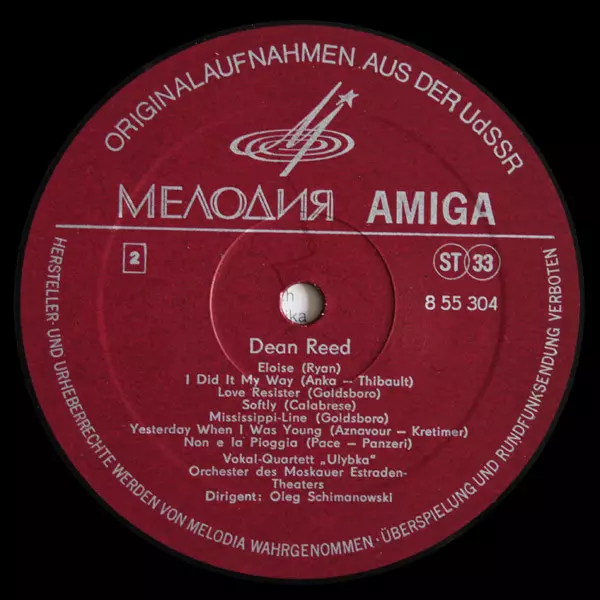 ORIGINALAUFNAHMEN AUS DER UdSSR
МЕЛОДИЯ AMIGA
2
ST 33
8 55 304
Dean Reed
Eloise (Ryan)
I Did It My Way (Anka – Thibault)
Love Resister (Goldsboro)
Softly (Calabrese)
Mississippi-Line (Goldsboro)
Yesterday When I Was Young (Aznavour – Kretimer)
Non e la Pioggia (Pace – Panzeri)
Vokal-Quartett „Ulybka"
Orchester des Moskauer Estraden-
Theaters
Dirigent: Oleg Schimanowski
HERSTELLER- UND URHEBERRECHTE WERDEN VON MELODIA WAHRGENOMMEN · ÜBERSPIELUNG UND RUNDFUNKSENDUNG VERBOTEN